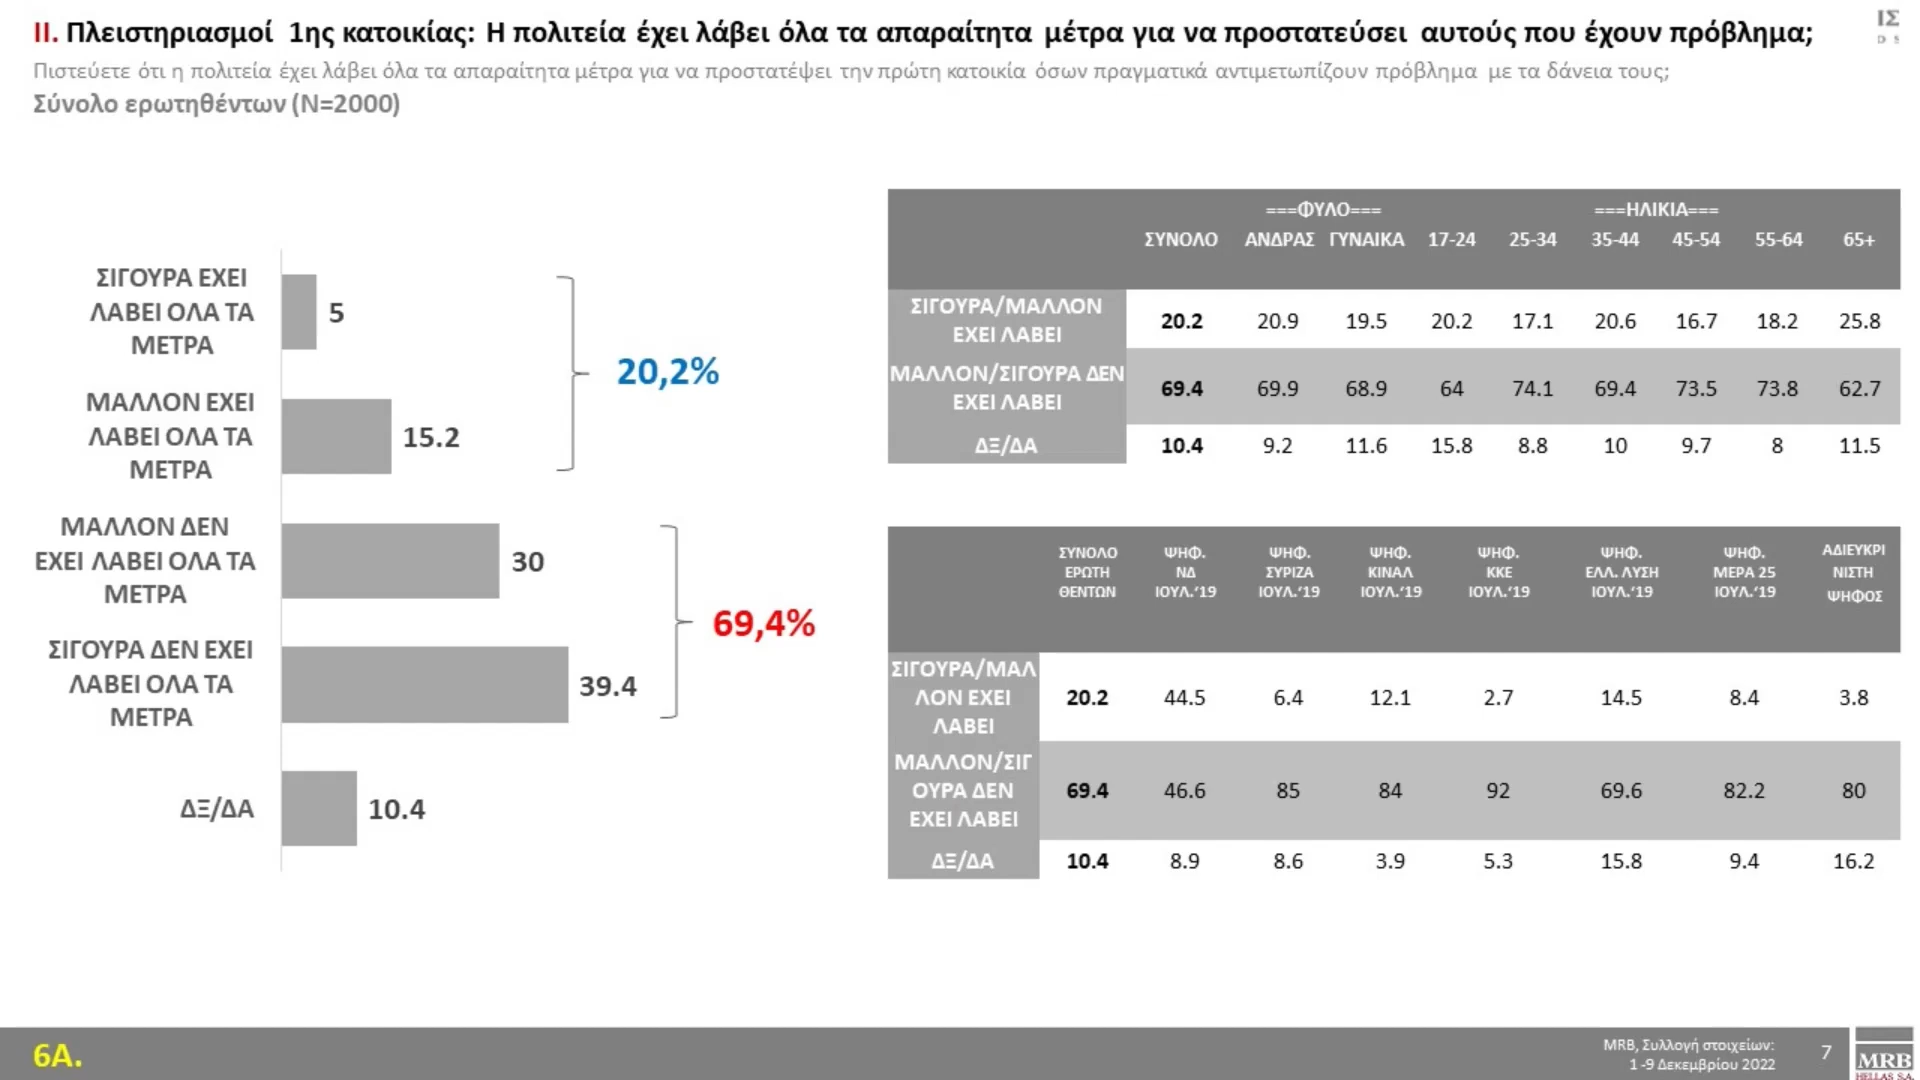 II. Πλειστηριασμοί 1ης κατοικίας: Η πολιτεία έχει λάβει όλα τα απαραίτητα μέτρα για να προστατεύσει αυτούς που έχουν πρόβλημα;
Πιστεύετε ότι η πολιτεία έχει λάβει όλα τα απαραίτητα μέτρα για να προστατέψει την πρώτη κατοικία όσων πραγματικά αντιμετωπίζουν πρόβλημα με τα δάνεια τους;
Σύνολο ερωτηθέντων (N=2000)
ΙΣ
D S
ΣΙΓΟΥΡΑ ΕΧΕΙ
ΛΑΒΕΙ ΟΛΑ ΤΑ
ΜΕΤΡΑ
5
ΜΑΛΛΟΝ ΕΧΕΙ
ΛΑΒΕΙ ΟΛΑ ΤΑ
ΜΕΤΡΑ
15.2
20,2%
ΜΑΛΛΟΝ ΔΕΝ
ΕΧΕΙ ΛΑΒΕΙ ΟΛΑ ΤΑ
ΜΕΤΡΑ
30
ΣΙΓΟΥΡΑ ΔΕΝ ΕΧΕΙ
ΛΑΒΕΙ ΟΛΑ ΤΑ
ΜΕΤΡΑ
39.4
69,4%
ΔΞ/ΔΑ
10.4
===ΦΥΛΟ=== ===ΗΛΙΚΙΑ===
ΣΥΝΟΛΟ ΑΝΔΡΑΣ ΓΥΝΑΙΚΑ 17-24 25-34 35-44 45-54 55-64 65+
ΣΙΓΟΥΡΑ/ΜΑΛΛΟΝ
ΕΧΕΙ ΛΑΒΕΙ
20.2 20.9 19.5 20.2 17.1 20.6 16.7 18.2 25.8
ΜΑΛΛΟΝ/ΣΙΓΟΥΡΑ ΔΕΝ
ΕΧΕΙ ΛΑΒΕΙ
69.4 69.9 68.9 64 74.1 69.4 73.5 73.8 62.7
ΔΞ/ΔΑ 10.4 9.2 11.6 15.8 8.8 10 9.7 8 11.5
ΣΥΝΟΛΟ ΨΗΦ. ΨΗΦ. ΨΗΦ. ΨΗΦ. ΨΗΦ. ΨΗΦ. ΑΔΙΕΥΚΡΙ
ΕΡΩΤΗ ΝΔ ΣΥΡΙΖΑ ΚΙΝΑΛ ΚΚΕ ΕΛΛ. ΛΥΣΗ ΜΕΡΑ 25 ΝΙΣΤΗ
ΘΕΝΤΩΝ ΙΟΥΛ.‘19 ΙΟΥΛ.‘19 ΙΟΥΛ.‘19 ΙΟΥΛ.‘19 ΙΟΥΛ.‘19 ΙΟΥΛ.‘19 ΨΗΦΟΣ
ΣΙΓΟΥΡΑ/ΜΑΛ
ΛΟΝ ΕΧΕΙ
ΛΑΒΕΙ
20.2 44.5 6.4 12.1 2.7 14.5 8.4 3.8
ΜΑΛΛΟΝ/ΣΙΓ
ΟΥΡΑ ΔΕΝ
ΕΧΕΙ ΛΑΒΕΙ
69.4 46.6 85 84 92 69.6 82.2 80
ΔΞ/ΔΑ 10.4 8.9 8.6 3.9 5.3 15.8 9.4 16.2
6Α.
MRB, Συλλογή στοιχείων:
1 -9 Δεκεμβρίου 2022
7
MRB
HELLAS S.A.